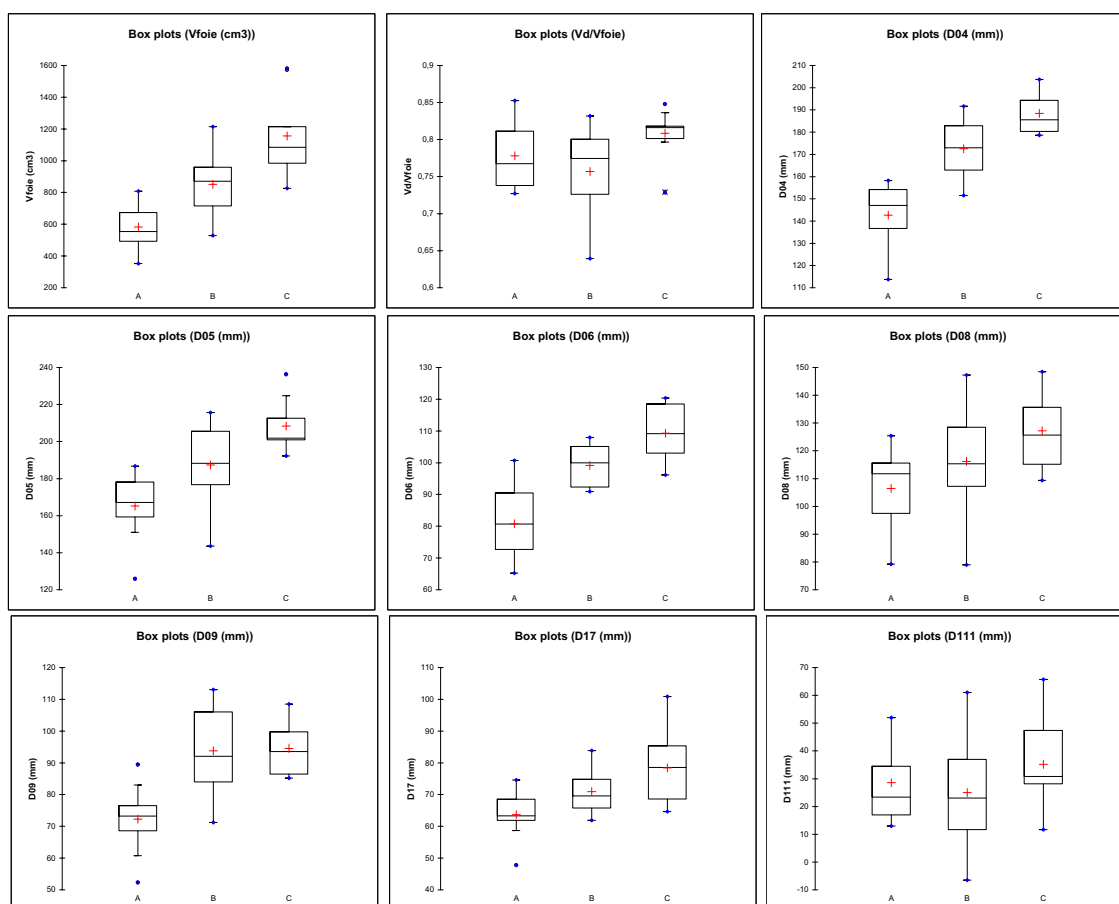 Box plots (Vfoie (cm3))
Vfoie (cm3)
1600
1400
1200
1000
800
600
400
200
A B C
Box plots (Vd/Vfoie)
Vd/Vfoie
0,9
0,85
0,8
0,75
0,7
0,65
0,6
A B C
Box plots (D04 (mm))
D04 (mm)
210
200
190
180
170
160
150
140
130
120
110
A B C
Box plots (D05 (mm))
D05 (mm)
240
220
200
180
160
140
120
A B C
Box plots (D06 (mm))
D06 (mm)
130
120
110
100
90
80
70
60
A B C
Box plots (D08 (mm))
D08 (mm)
150
140
130
120
110
100
90
80
70
A B C
Box plots (D09 (mm))
D09 (mm)
120
110
100
90
80
70
60
50
A B C
Box plots (D17 (mm))
D17 (mm)
110
100
90
80
70
60
50
40
A B C
Box plots (D111 (mm))
D111 (mm)
70
60
50
40
30
20
10
0
-10
A B C